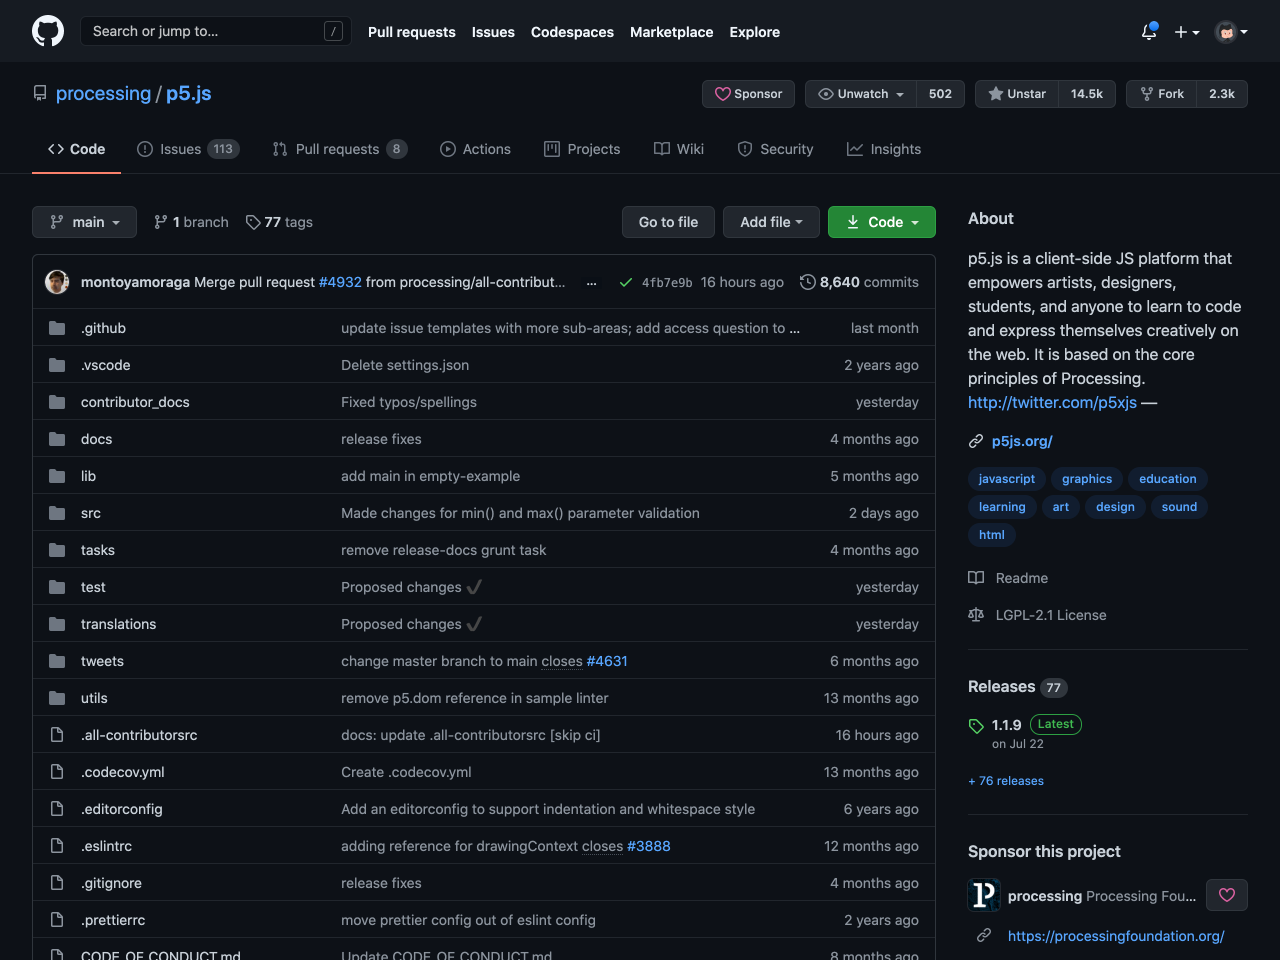 Search or jump to... /
Pull requests Issues Codespaces Marketplace Explore
processing / p5.js
Sponsor Unwatch 502 Unstar 14.5k Fork 2.3k
Code Issues 113 Pull requests 8 Actions Projects Wiki Security Insights
main 1 branch 77 tags Go to file Add file Code
montoyamoraga Merge pull request #4932 from processing/all-contribut... ... 4fb7e9b 16 hours ago 8,640 commits
.github update issue templates with more sub-areas; add access question to ... last month
.vscode Delete settings.json 2 years ago
contributor_docs Fixed typos/spellings yesterday
docs release fixes 4 months ago
lib add main in empty-example 5 months ago
src Made changes for min() and max() parameter validation 2 days ago
tasks remove release-docs grunt task 4 months ago
test Proposed changes ✔ yesterday
translations Proposed changes ✔ yesterday
tweets change master branch to main closes #4631 6 months ago
utils remove p5.dom reference in sample linter 13 months ago
.all-contributorsrc docs: update .all-contributorsrc [skip ci] 16 hours ago
.codecov.yml Create .codecov.yml 13 months ago
.editorconfig Add an editorconfig to support indentation and whitespace style 6 years ago
.eslintrc adding reference for drawingContext closes #3888 12 months ago
.gitignore release fixes 4 months ago
.prettierrc move prettier config out of eslint config 2 years ago
CODE_OF_CONDUCT.md Update CODE_OF_CONDUCT.md 8 months ago
About
p5.js is a client-side JS platform that
empowers artists, designers,
students, and anyone to learn to code
and express themselves creatively on
the web. It is based on the core
principles of Processing.
http://twitter.com/p5xjs —
p5js.org/
javascript graphics education
learning art design sound
html
Readme
LGPL-2.1 License
Releases 77
1.1.9 Latest
on Jul 22
+ 76 releases
Sponsor this project
P processing Processing Fou...
https://processingfoundation.org/